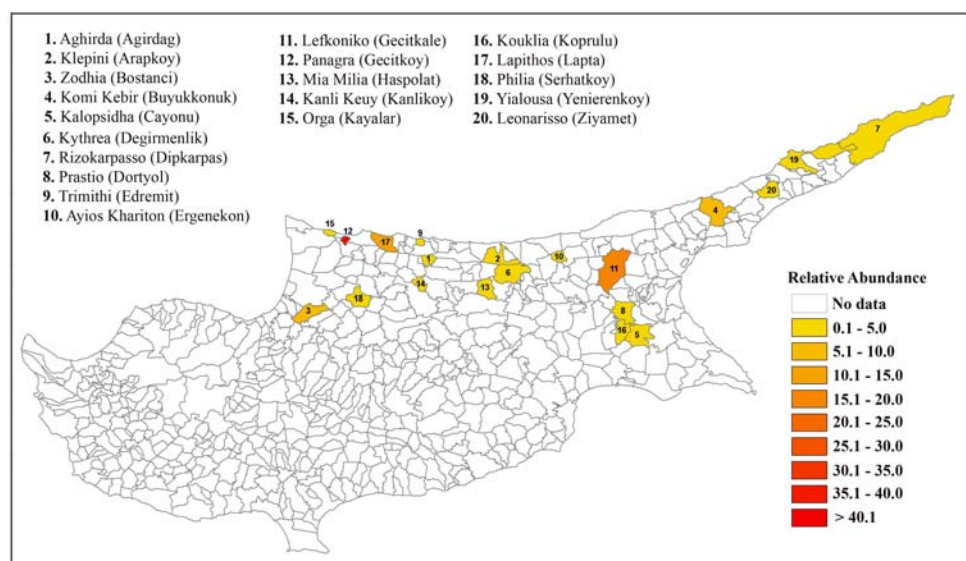 1. Aghirda (Agirdag)
2. Klepini (Arapkoy)
3. Zodhia (Bostanci)
4. Komi Kebir (Buyukkonuk)
5. Kalopsidha (Cayonu)
6. Kythrea (Degirmenlik)
7. Rizokarpasso (Dipkarpas)
8. Prastio (Dortyol)
9. Trimithi (Edremit)
10. Ayios Khariton (Ergenekon)
11. Lefkoniko (Gecitkale)
12. Panagra (Gecitkoy)
13. Mia Milia (Haspolat)
14. Kanli Keuy (Kanlikoy)
15. Orga (Kayalar)
16. Kouklia (Koprulu)
17. Lapithos (Lapta)
18. Philia (Serhatkoy)
19. Yialousa (Yenierenkoy)
20. Leonarisso (Ziyamet)
7
19
20
4
15
12
17
9
1
2
6
10
11
14
13
18
3
8
16
5
Relative Abundance
No data
0.1 - 5.0
5.1 - 10.0
10.1 - 15.0
15.1 - 20.0
20.1 - 25.0
25.1 - 30.0
30.1 - 35.0
35.1 - 40.0
> 40.1